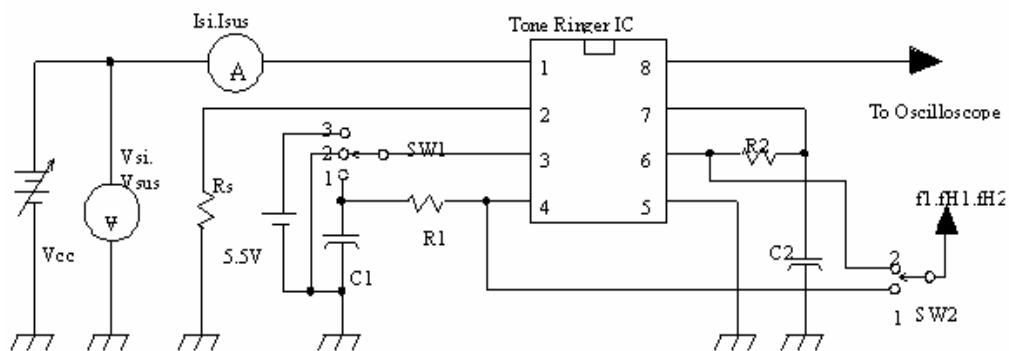 Isi.Isus
Tone Ringer IC
A
1
8
2
7
3
6
4
5
To Oscilloscope
3
2
1
SW1
R2
Vsi.
Vsus
V
Rs
R1
f1.fH1.fH2
Vcc
5.5V
C1
C2
2
1
SW2